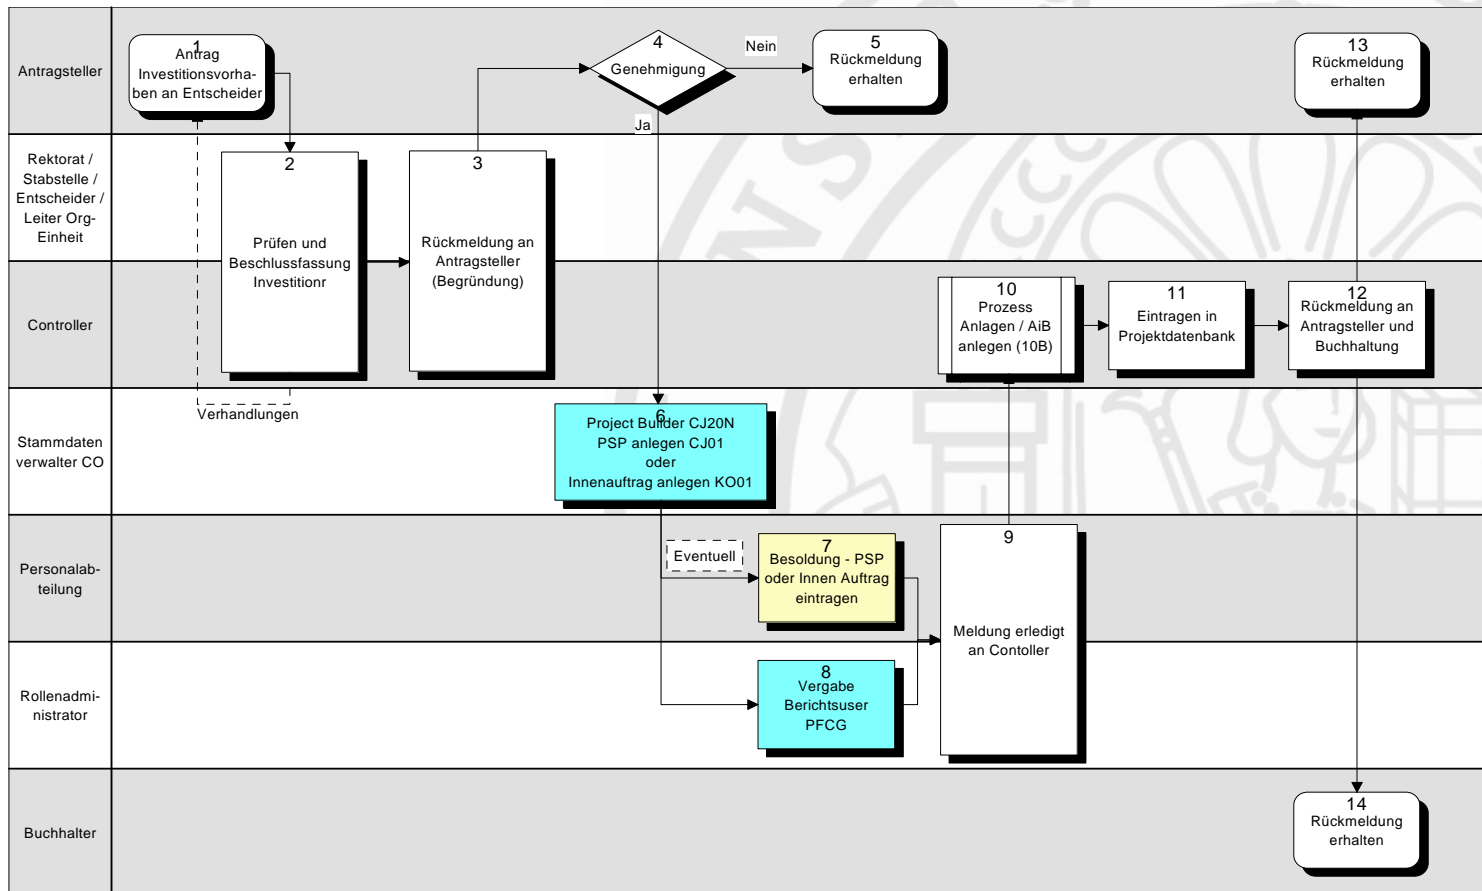 Antragsteller
1
Antrag
Investitionsvorha-
ben an Entscheider
4
Genehmigung
Nein
5
Rückmeldung
erhalten
13
Rückmeldung
erhalten
Ja
Rektorat /
Stabstelle /
Entscheider /
Leiter Org-
Einheit
2
Prüfen und
Beschlussfassung
Investitionr
3
Rückmeldung an
Antragsteller
(Begründung)
Controller
10
Prozess
Anlagen / AiB
anlegen (10B)
11
Eintragen in
Projektdatenbank
12
Rückmeldung an
Antragsteller und
Buchhaltung
Verhandlungen
Stammdaten
verwalter CO
6
Project Builder CJ20N
PSP anlegen CJ01
oder
Innenauftrag anlegen KO01
Personalab-
teilung
Eventuell
7
Besoldung - PSP
oder Innen Auftrag
eintragen
9
Meldung erledigt
an Contoller
Rollenadmi-
nistrator
8
Vergabe
Berichtsuser
PFCG
Buchhalter
14
Rückmeldung
erhalten